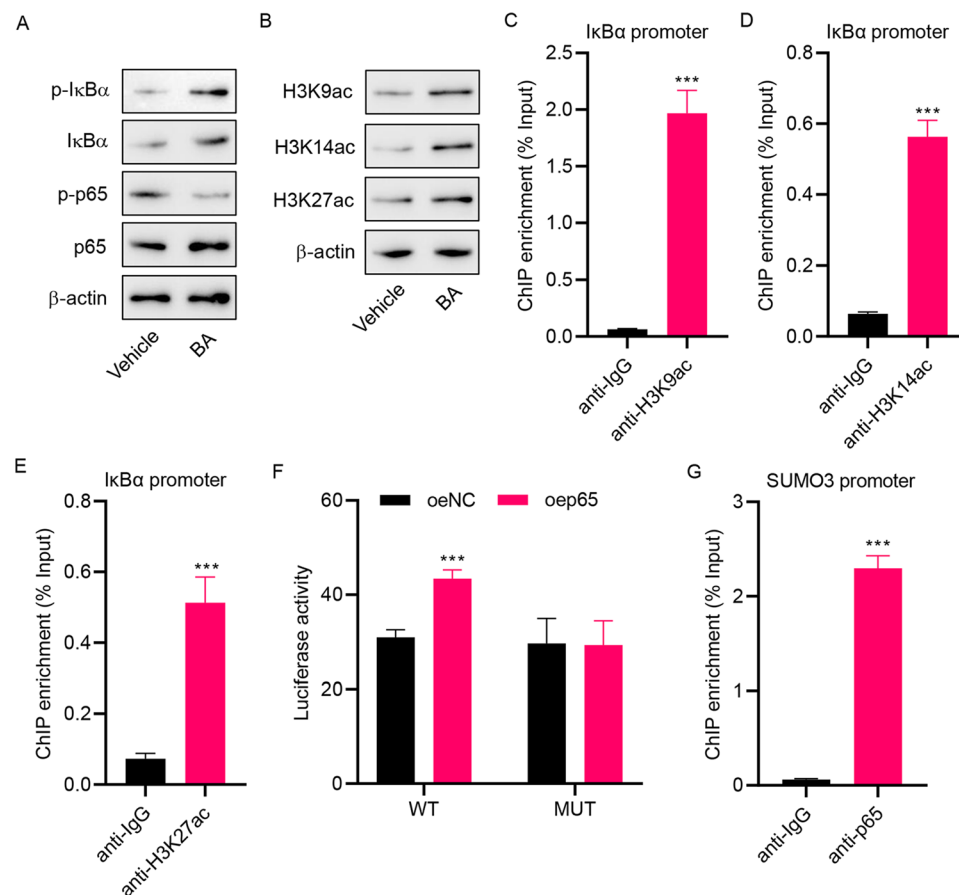 A
p-IκBα
IκBα
p-p65
p65
β-actin
Vehicle
BA
B
H3K9ac
H3K14ac
H3K27ac
β-actin
Vehicle
BA
C
IκBα promoter
ChIP enrichment (% Input)
2.5
2.0
1.5
1.0
0.5
0.0
***
anti-IgG
anti-H3K9ac
D
IκBα promoter
ChIP enrichment (% Input)
0.8
0.6
0.4
0.2
0.0
***
anti-IgG
anti-H3K14ac
E
IκBα promoter
ChIP enrichment (% Input)
0.8
0.6
0.4
0.2
0.0
***
anti-IgG
anti-H3K27ac
F
oeNC oep65
Luciferase activity
60
40
20
0
***
WT MUT
G
SUMO3 promoter
ChIP enrichment (% Input)
3
2
1
0
***
anti-IgG
anti-p65